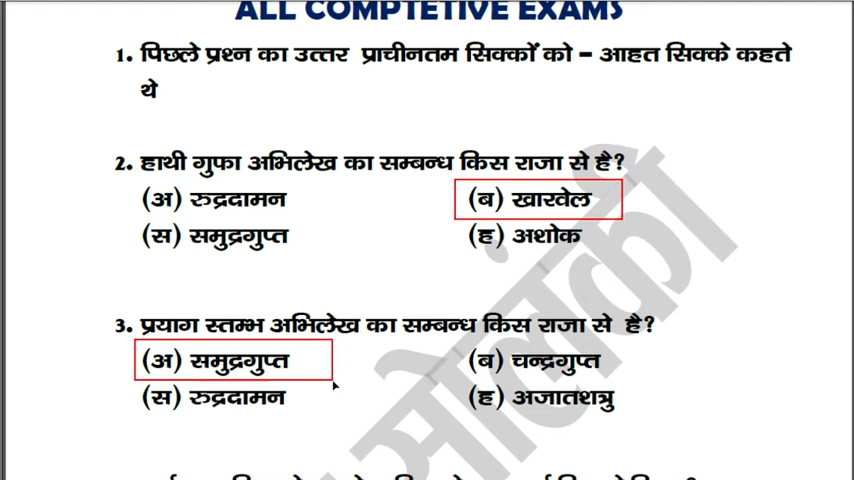 ALL COMPTETIVE EXAMS
1. पिछले प्रश्न का उत्तर प्राचीनतम सिक्कों को – आहत सिक्के कहते
थे
2. हाथी गुफा अभिलेख का सम्बन्ध किस राजा से है?
(अ) रुद्रदामन (ब) खारवेल
(स) समुद्रगुप्त (ह) अशोक
3. प्रयाग स्तम्भ अभिलेख का सम्बन्ध किस राजा से है?
(अ) समुद्रगुप्त (ब) चन्द्रगुप्त
(स) रुद्रदामन (ह) अजातशत्रु
सोलंकी